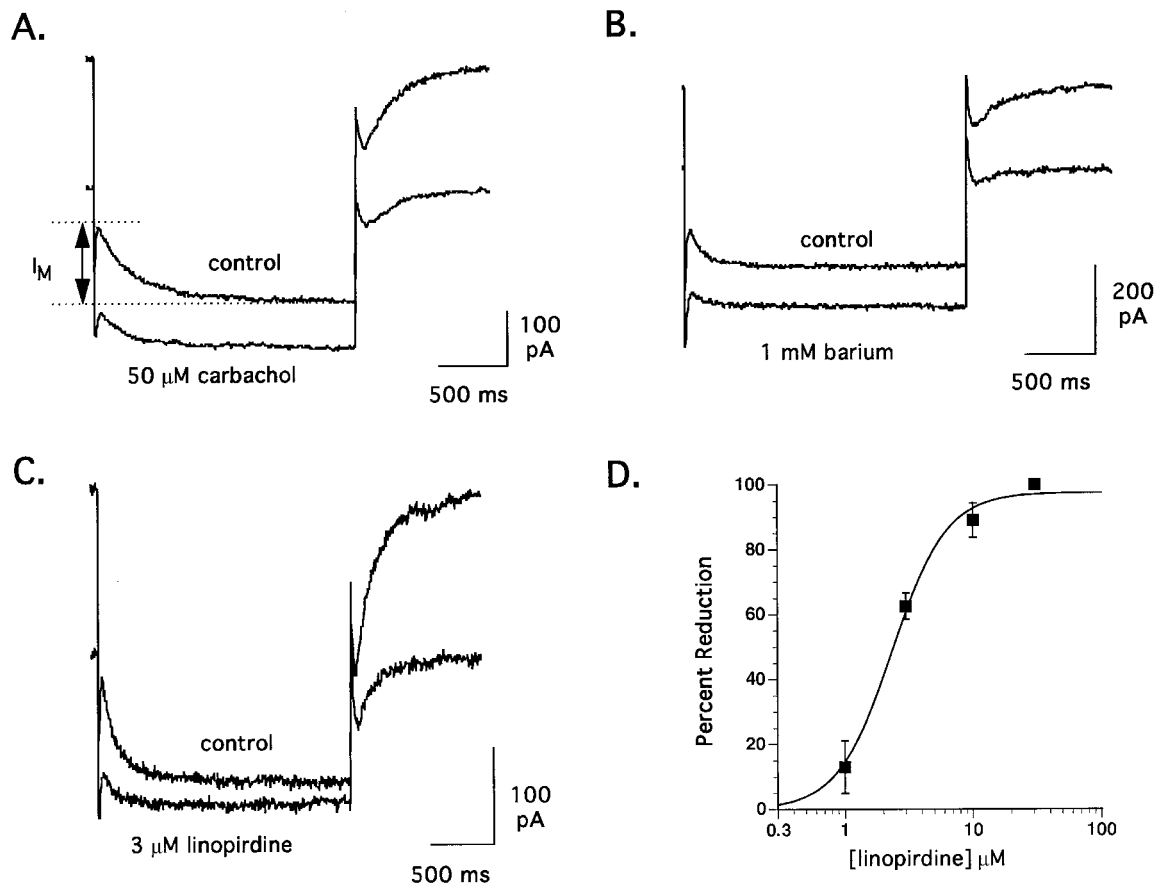 A.
I_M
control
50 μM carbachol
100
pA
500 ms
B.
control
1 mM barium
200
pA
500 ms
C.
control
3 μM linopirdine
100
pA
500 ms
D.
Percent Reduction
100
80
60
40
20
0
0.3
1
10
100
[linopirdine] μM